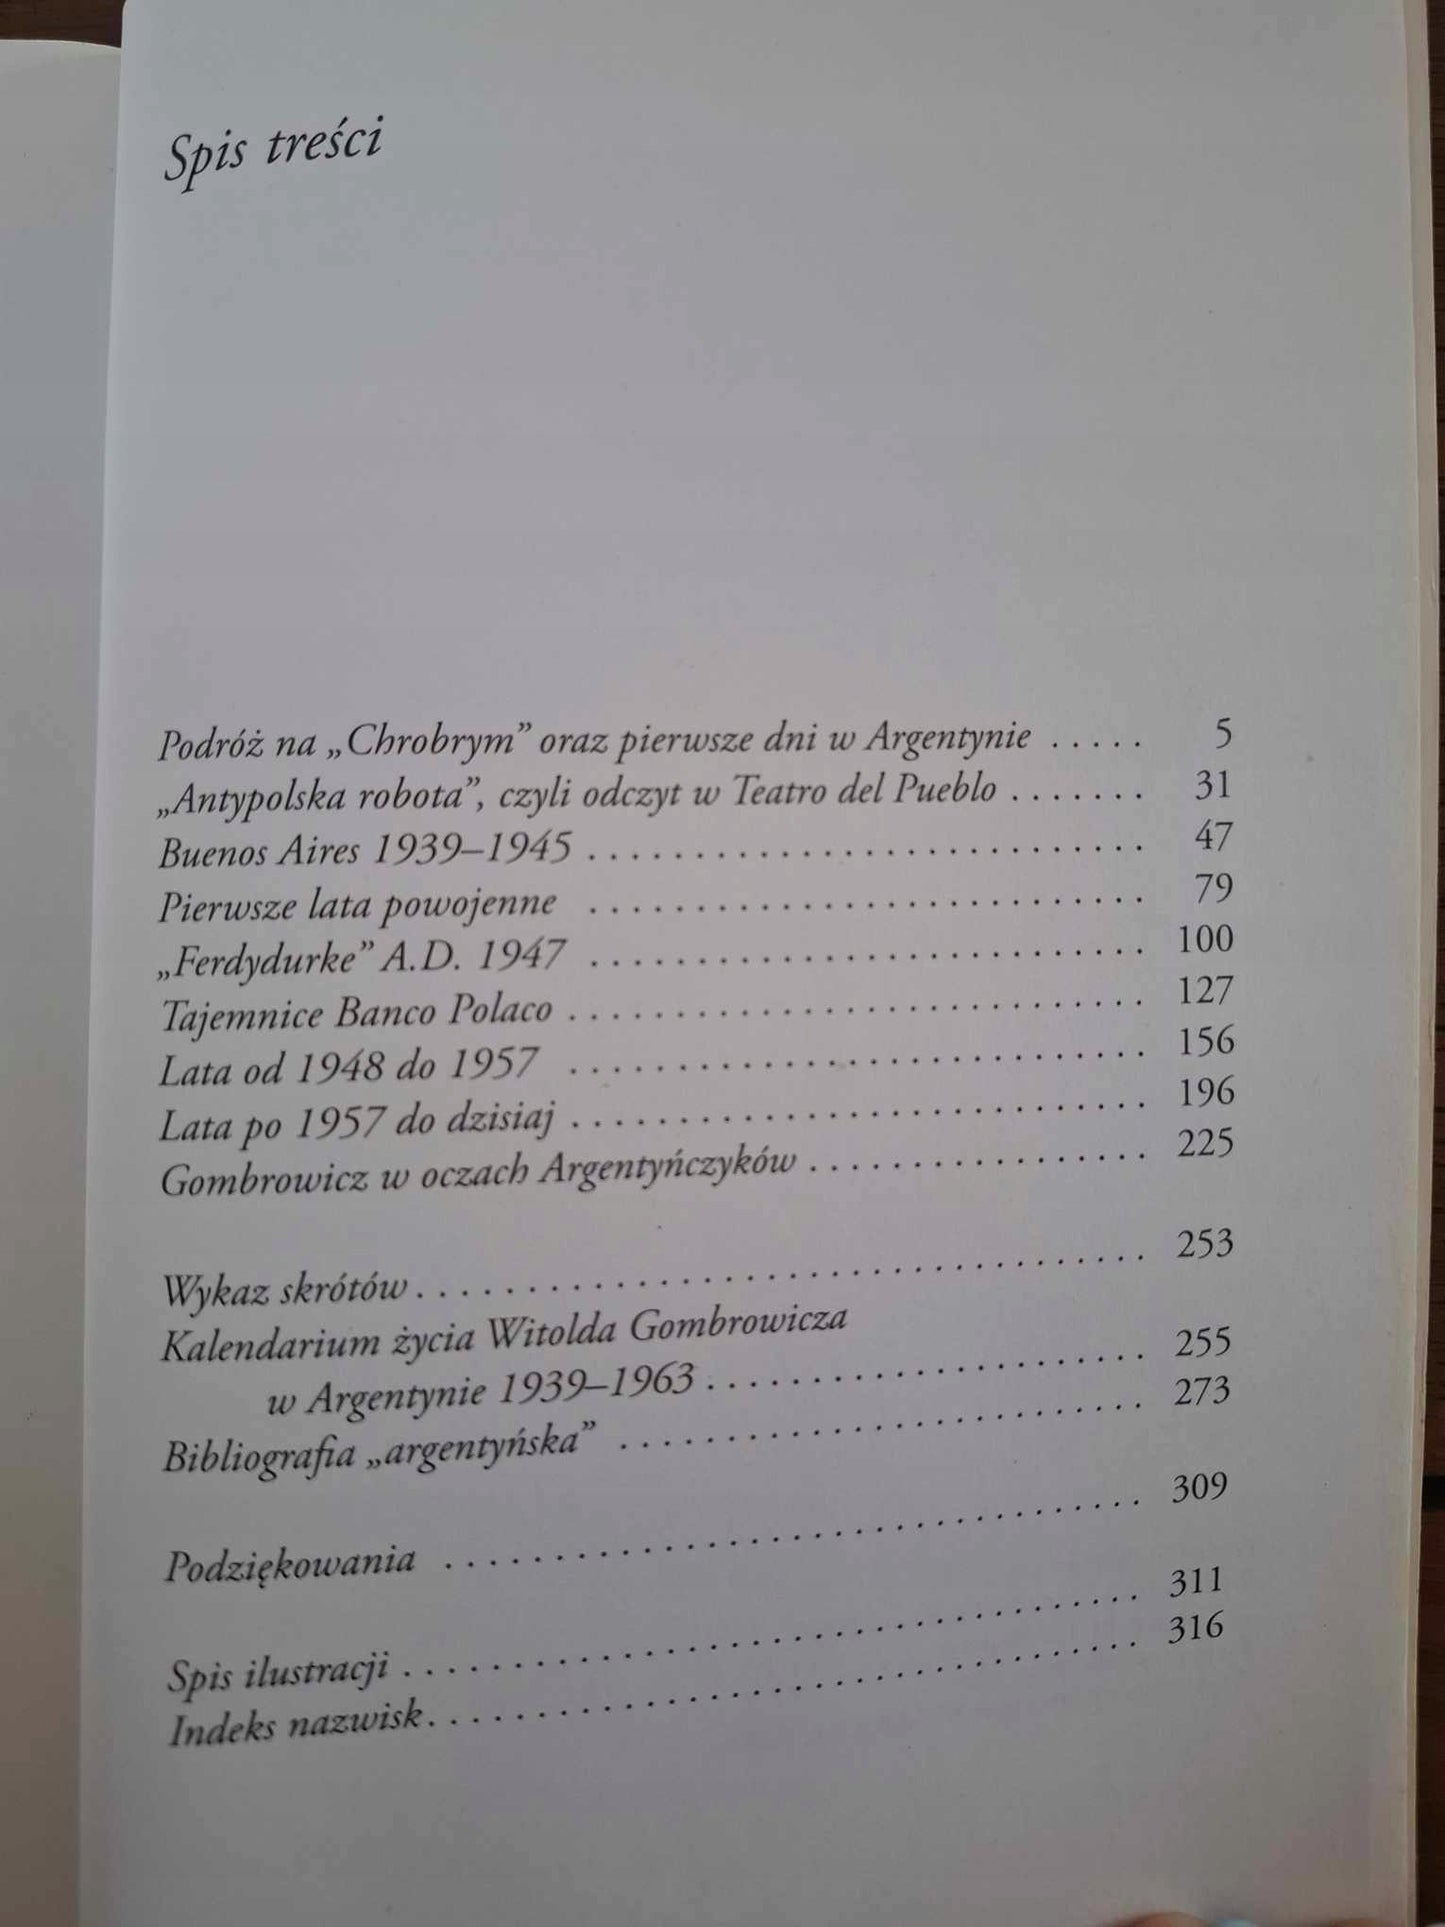 Spis treści
Podróż na „Chrobrym” oraz pierwsze dni w Argentynie ..... 5
„Antypolska robota”, czyli odczyt w Teatro del Pueblo ....... 31
Buenos Aires 1939–1945 .......................... 47
Pierwsze lata powojenne .......................... 79
„Ferdydurke” A.D. 1947 .......................... 100
Tajemnice Banco Polaco ........................... 127
Lata od 1948 do 1957 ........................... 156
Lata po 1957 do dzisiaj ........................... 196
Gombrowicz w oczach Argentyńczyków ................ 225
Wykaz skrótów .................................. 253
Kalendarium życia Witolda Gombrowicza
w Argentynie 1939–1963 ..................... 255
Bibliografia „argentyńska” ......................... 273
Podziękowania ................................. 309
Spis ilustracji ................................... 311
Indeks nazwisk .................................. 316